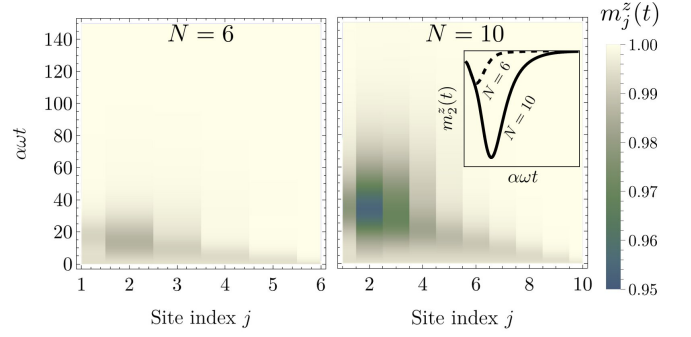 m_j^z(t)
N = 6
N = 10
140
120
100
80
60
40
20
0
αωt
1 2 3 4 5 6
Site index j
m_2^z(t)
N = 6
N = 10
αωt
2 4 6 8 10
Site index j
1.00
0.99
0.98
0.97
0.96
0.95